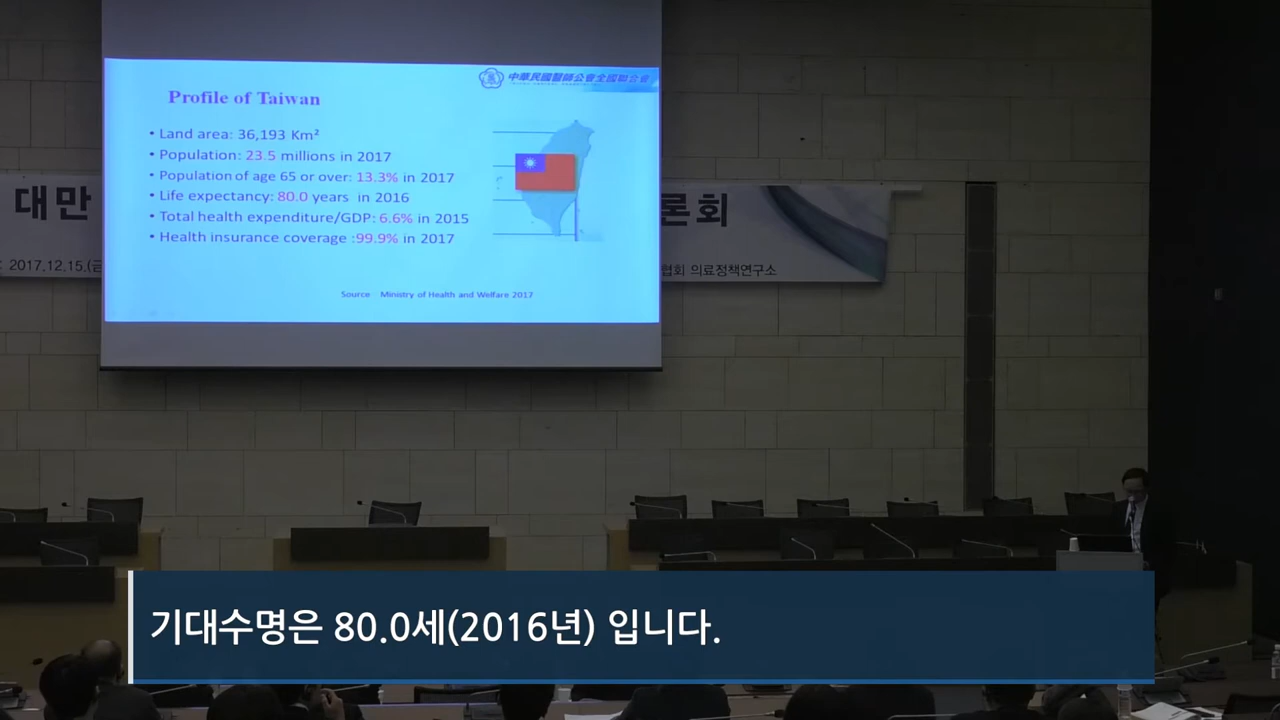 中華民國醫師公會全國聯合會
Profile of Taiwan
• Land area: 36,193 Km²
• Population: 23.5 millions in 2017
• Population of age 65 or over: 13.3% in 2017
• Life expectancy: 80.0 years in 2016
• Total health expenditure/GDP: 6.6% in 2015
• Health insurance coverage :99.9% in 2017
Source Ministry of Health and Welfare 2017
대만
론회
: 2017.12.15.(금
협회 의료정책연구소
기대수명은 80.0세(2016년) 입니다.